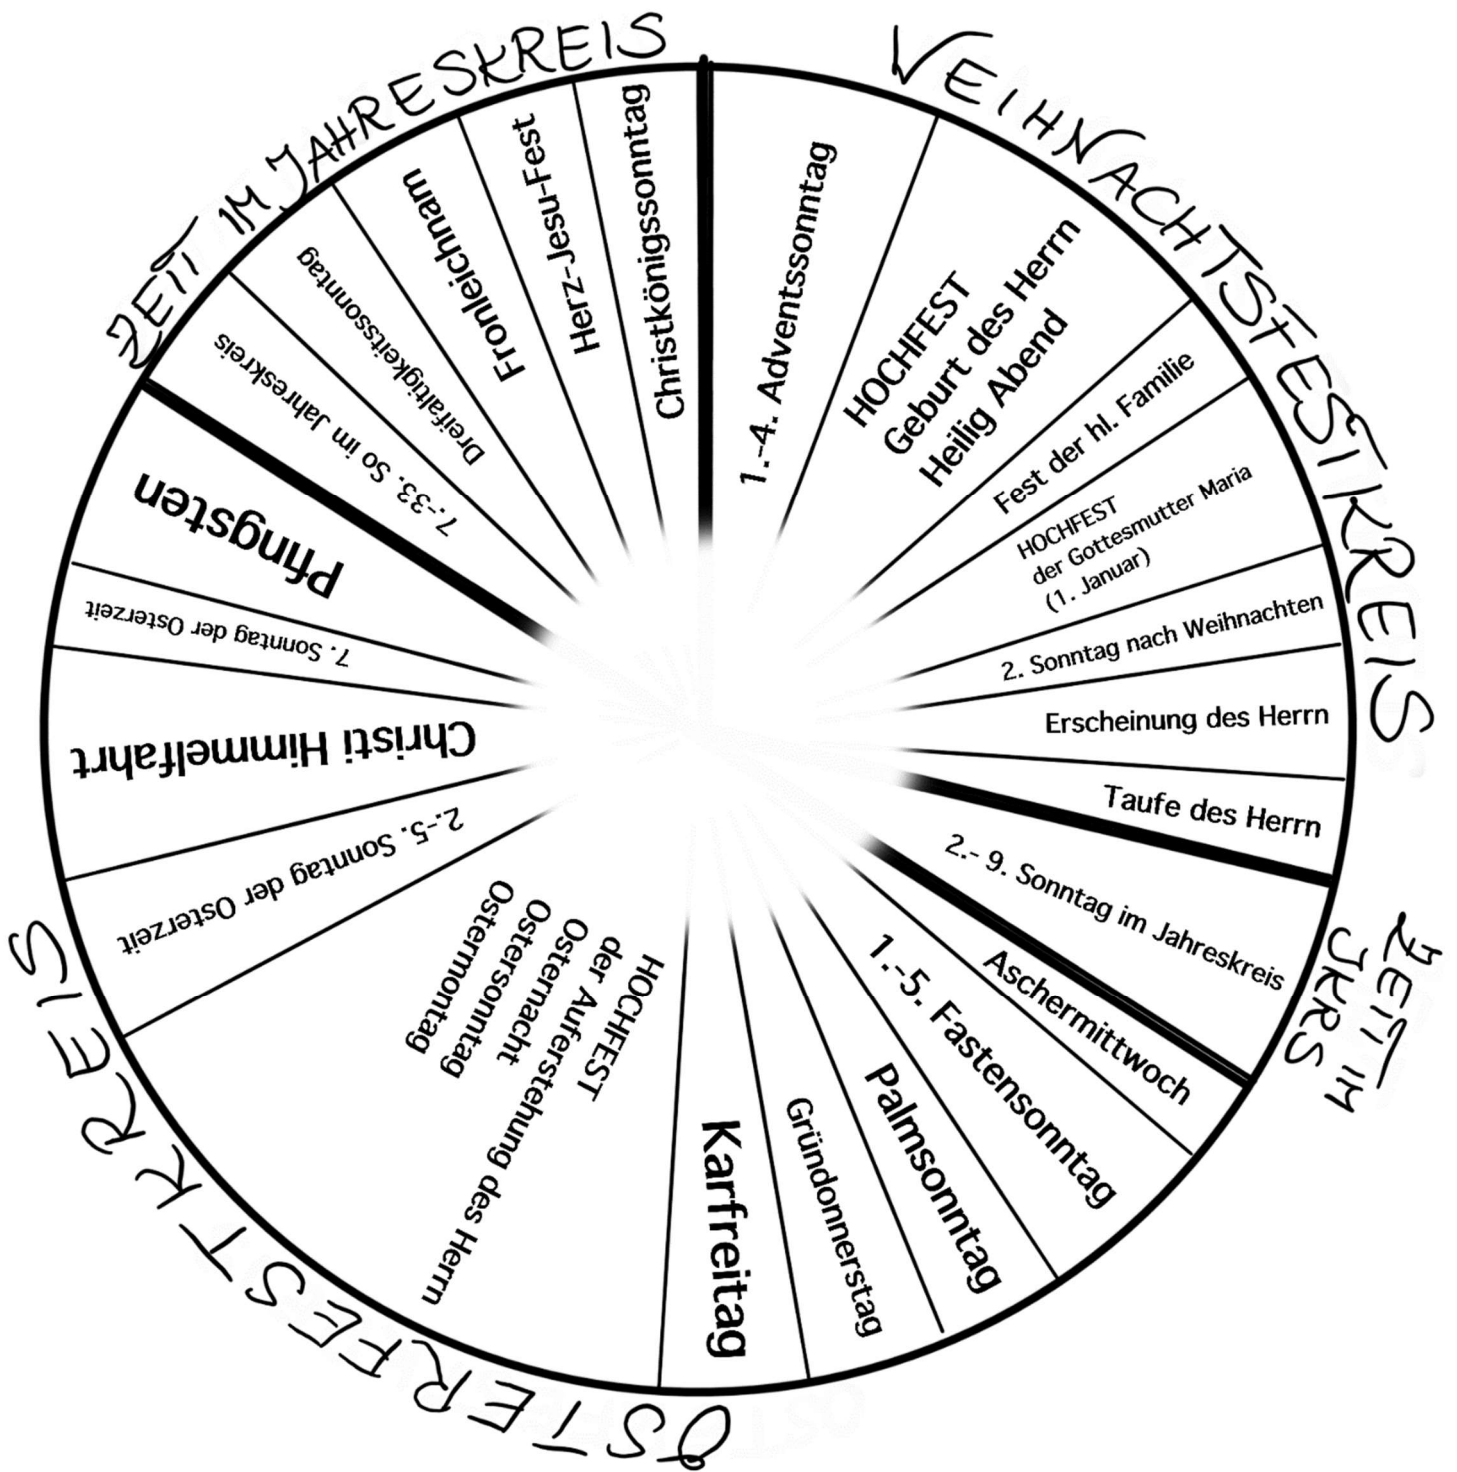 WEIHNACHTSFESTKREIS
1.-4. Adventssonntag
HOCHFEST
Geburt des Herrn
Heilig Abend
Fest der hl. Familie
HOCHFEST
der Gottesmutter Maria
(1. Januar)
2. Sonntag nach Weihnachten
Erscheinung des Herrn
Taufe des Herrn
ZEIT IM
JKRS
2.- 9. Sonntag im Jahreskreis
OSTERFESTKREIS
Aschermittwoch
1.-5. Fastensonntag
Palmsonntag
Gründonnerstag
Karfreitag
HOCHFEST
der Auferstehung des Herrn
Osternacht
Ostersonntag
Ostermontag
2.-5. Sonntag der Osterzeit
Christi Himmelfahrt
7. Sonntag der Osterzeit
Pfingsten
ZEIT IM JAHRESKREIS
7.-33. So im Jahreskreis
Dreifaltigkeitssonntag
Fronleichnam
Herz-Jesu-Fest
Christkönigssonntag